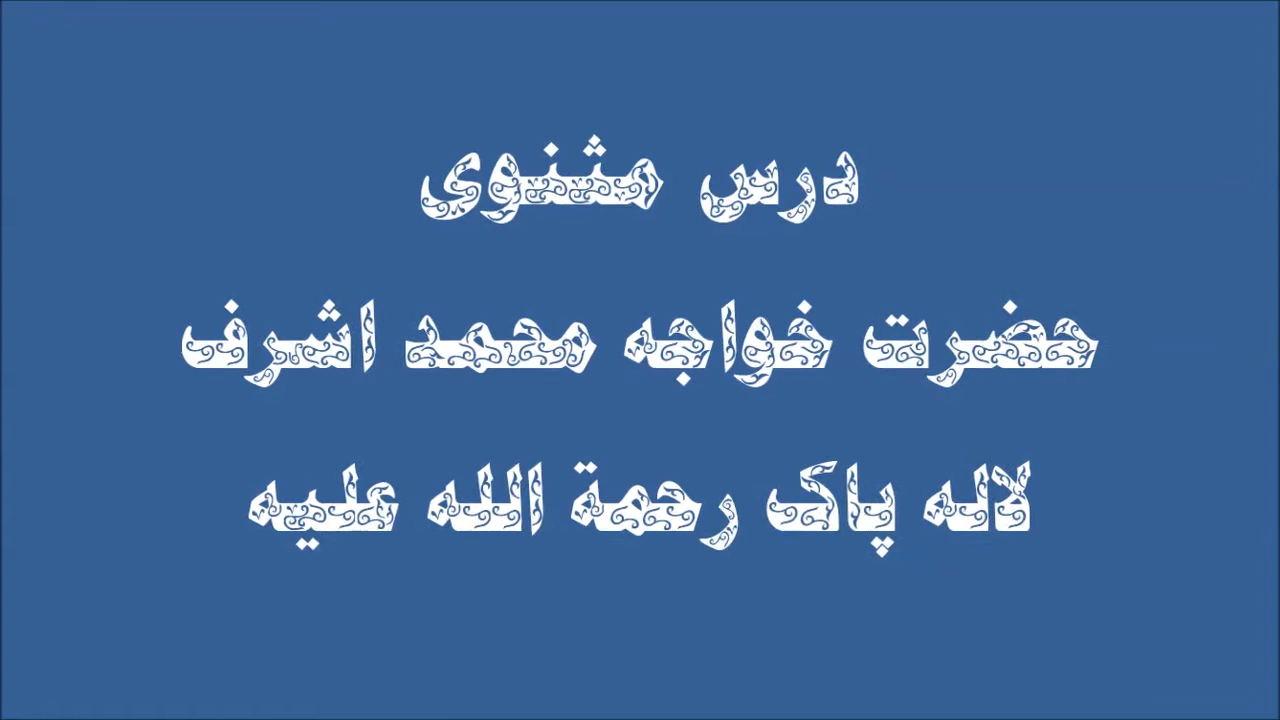 درس مثنوی
حضرت خواجه محمد اشرف
لاله پاک رحمة الله علیه